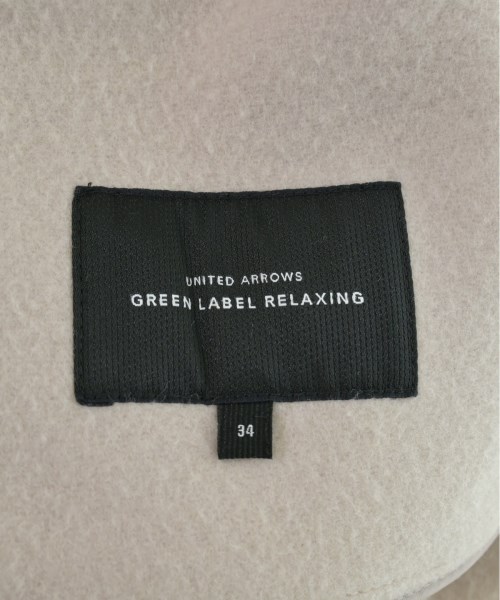 UNITED ARROWS
GREEN LABEL RELAXING
34